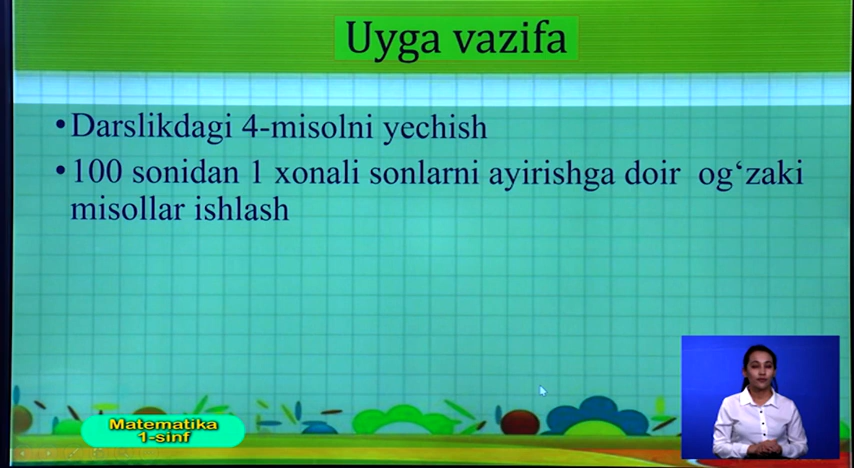 Uyga vazifa
•Darslikdagi 4-misolni yechish
•100 sonidan 1 xonali sonlarni ayirishga doir og‘zaki
misollar ishlash
Matematika
1-sinf